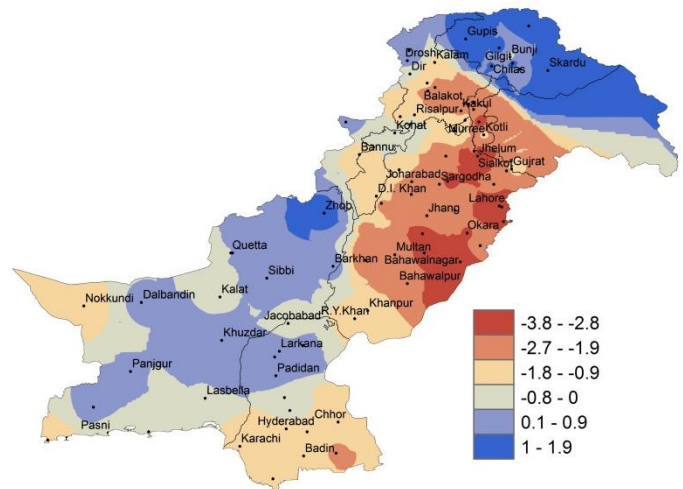 Gupis
Drosh Kalam
Gilgit Bunji
Chilas Skardu
Dir
Balakot
Kakul
Risalpur
Murree Kotli
Kohat
Bannu
Jhelum
Sialkot Gujrat
Joharabad Sargodha
D.I. Khan
Zhob
Jhang
Lahore
Okara
Quetta
Multan
Barkhan
Bahawalnagar
Sibbi
Bahawalpur
Nokkundi Dalbandin Kalat
Khanpur
R.Y.Khan
Jacobabad
Khuzdar
Larkana
Panjgur
Padidan
Lasbella
Pasni
Chhor
Hyderabad
Karachi
Badin
-3.8 - -2.8
-2.7 - -1.9
-1.8 - -0.9
-0.8 - 0
0.1 - 0.9
1 - 1.9